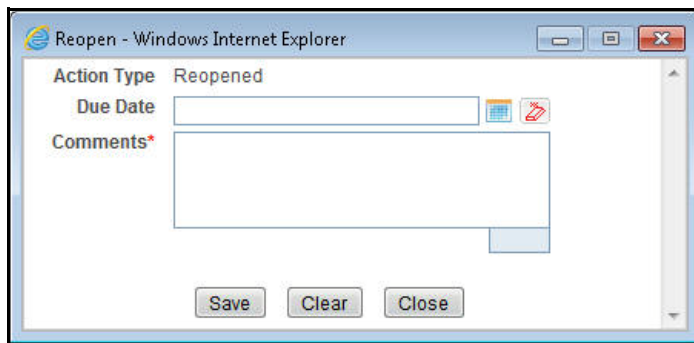 Reopen - Windows Internet Explorer
Action Type Reopened
Due Date
Comments*
Save Clear Close